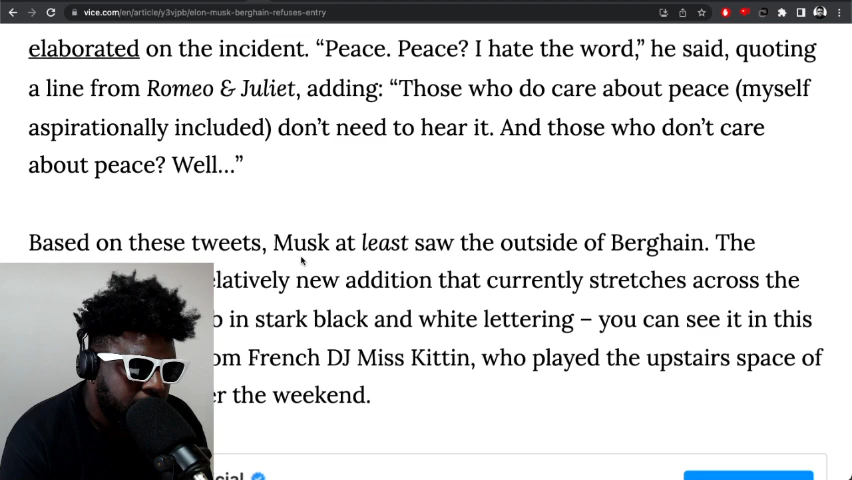 vice.com/en/article/y3vjpb/elon-musk-berghain-refuses-entry
elaborated on the incident. “Peace. Peace? I hate the word,” he said, quoting
a line from Romeo & Juliet, adding: “Those who do care about peace (myself
aspirationally included) don’t need to hear it. And those who don’t care
about peace? Well…”
Based on these tweets, Musk at least saw the outside of Berghain. The
relatively new addition that currently stretches across the
in stark black and white lettering – you can see it in this
from French DJ Miss Kittin, who played the upstairs space of
the weekend.